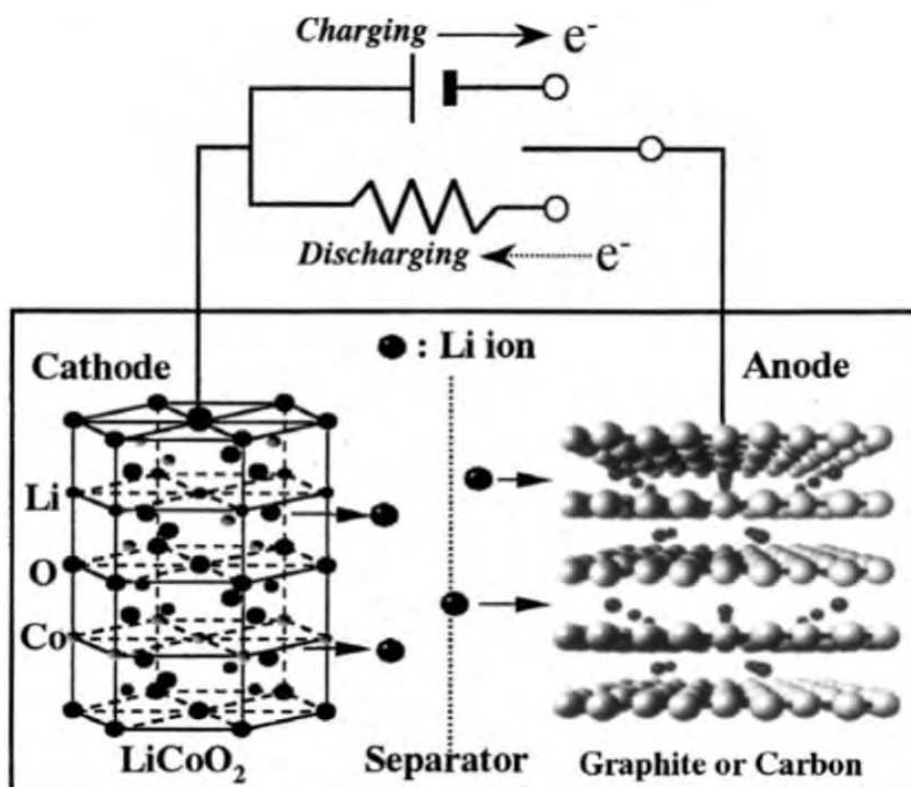 Charging e⁻
Discharging e⁻
Cathode
: Li ion
Anode
Li
O
Co
LiCoO₂
Separator
Graphite or Carbon